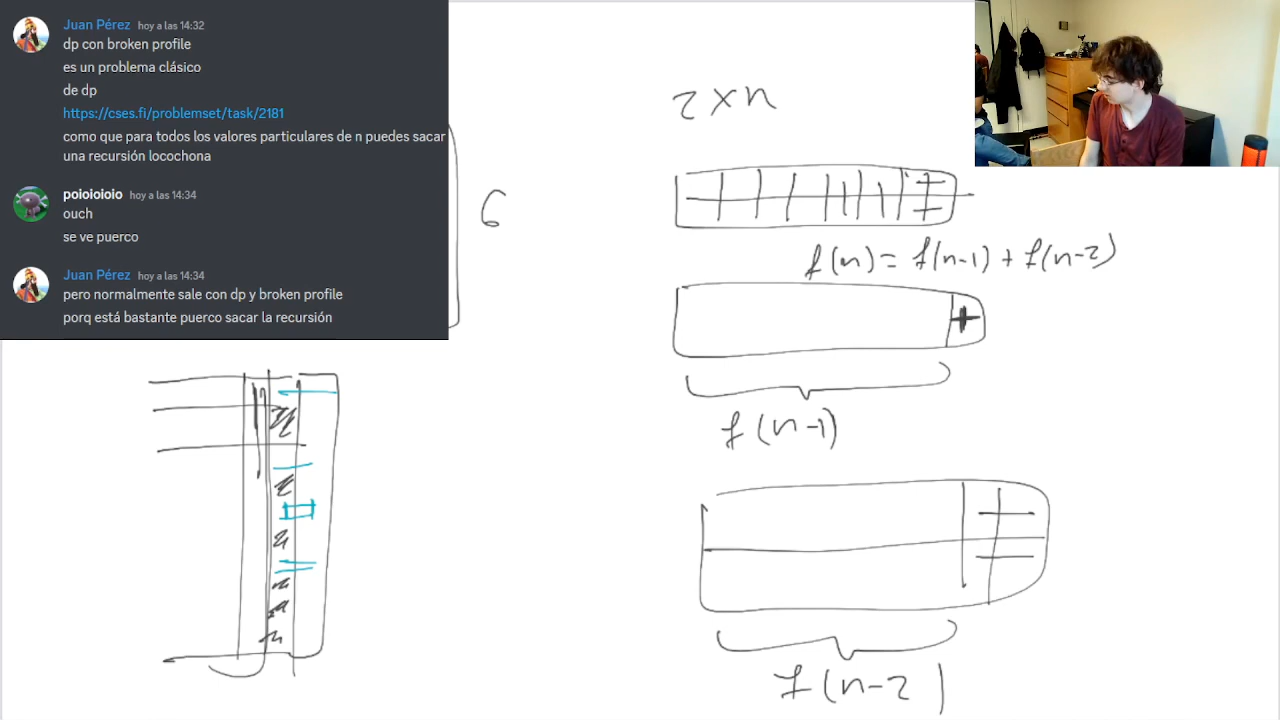 Juan Pérez hoy a las 14:32
dp con broken profile
es un problema clásico
de dp
https://cses.fi/problemset/task/2181
como que para todos los valores particulares de n puedes sacar
una recursión locochona
poioioioio hoy a las 14:34
ouch
se ve puerco
Juan Pérez hoy a las 14:34
pero normalmente sale con dp y broken profile
porq está bastante puerco sacar la recursión
6
2 x n
f(n) = f(n-1) + f(n-2)
f(n-1)
f(n-2)